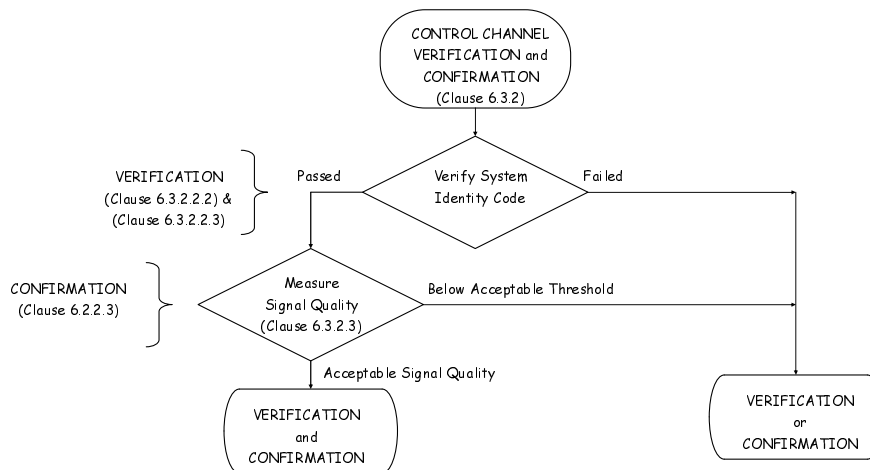 CONTROL CHANNEL
VERIFICATION and
CONFIRMATION
(Clause 6.3.2)
VERIFICATION
(Clause 6.3.2.2.2) &
(Clause 6.3.2.2.3)
Passed
Verify System
Identity Code
Failed
CONFIRMATION
(Clause 6.2.2.3)
Measure
Signal Quality
(Clause 6.3.2.3)
Below Acceptable Threshold
Acceptable Signal Quality
VERIFICATION
and
CONFIRMATION
VERIFICATION
or
CONFIRMATION